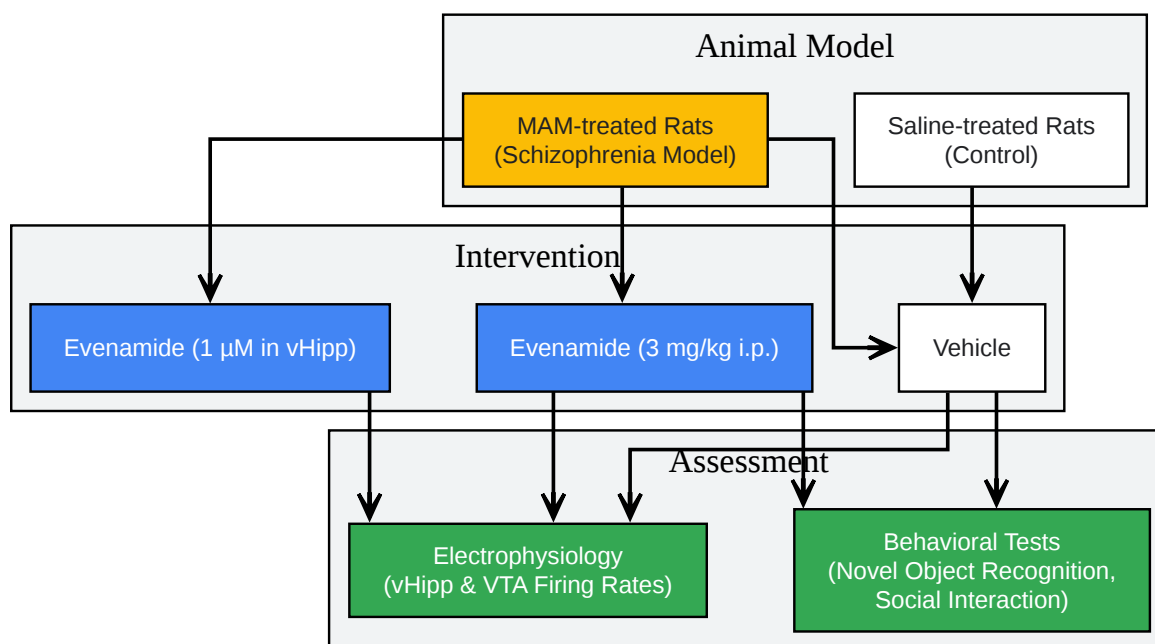 Animal Model
MAM-treated Rats
(Schizophrenia Model)
Saline-treated Rats
(Control)
Intervention
Evenamide (1 µM in vHipp)
Evenamide (3 mg/kg i.p.)
Vehicle
Assessment
Electrophysiology
(vHipp & VTA Firing Rates)
Behavioral Tests
(Novel Object Recognition,
Social Interaction)